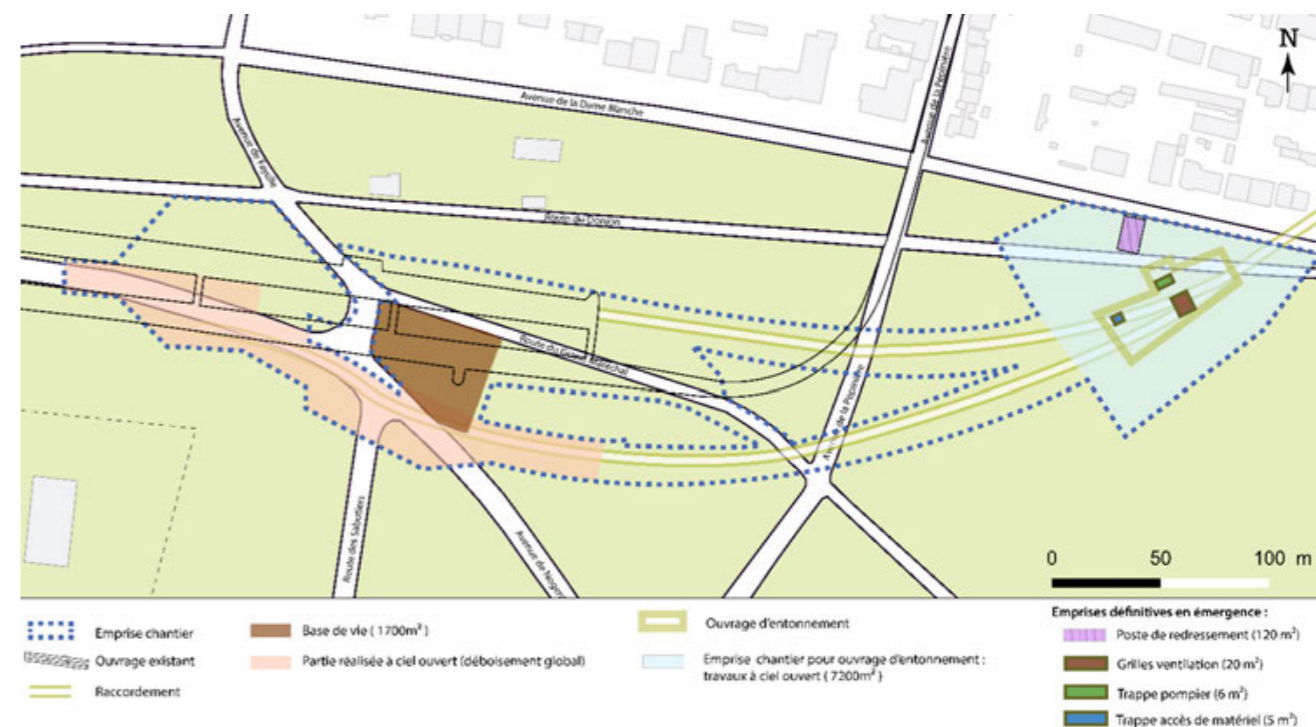 N
Avenue de la Dame Blanche
Avenue de la Pépinière
Avenue de Fayolle
Route du Donjon
Route du Grand Maréchal
Avenue de la Pépinière
Route des Sabotiers
Avenue de Nogent
0 50 100 m
Emprise chantier
Ouvrage existant
Raccordement
Base de vie ( 1700m² )
Partie réalisée à ciel ouvert (déboisement global)
Ouvrage d'entonnement
Emprise chantier pour ouvrage d'entonnement :
travaux à ciel ouvert ( 7200m² )
Emprises définitives en émergence :
Poste de redressement (120 m²)
Grilles ventilation (20 m²)
Trappe pompier (6 m²)
Trappe accès de matériel (5 m²)